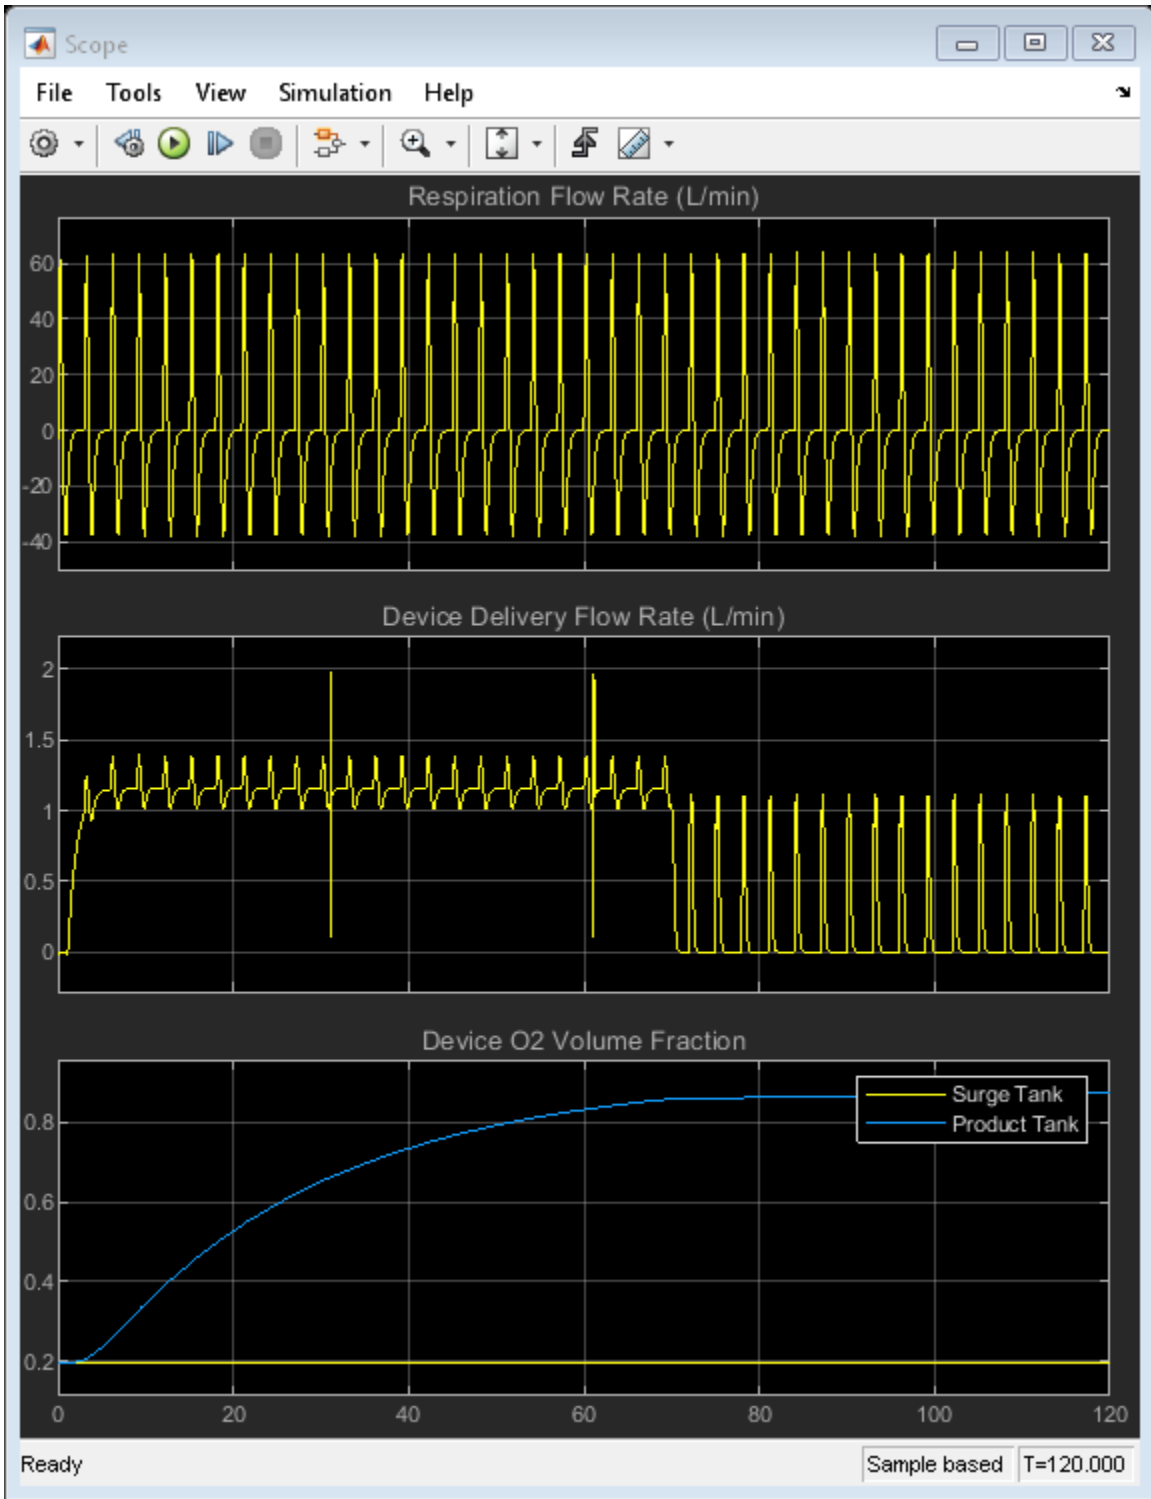 Scope
File Tools View Simulation Help
Respiration Flow Rate (L/min)
60
40
20
0
-20
-40
Device Delivery Flow Rate (L/min)
2
1.5
1
0.5
0
Device O2 Volume Fraction
Surge Tank
Product Tank
0.8
0.6
0.4
0.2
0 20 40 60 80 100 120
Ready Sample based T=120.000